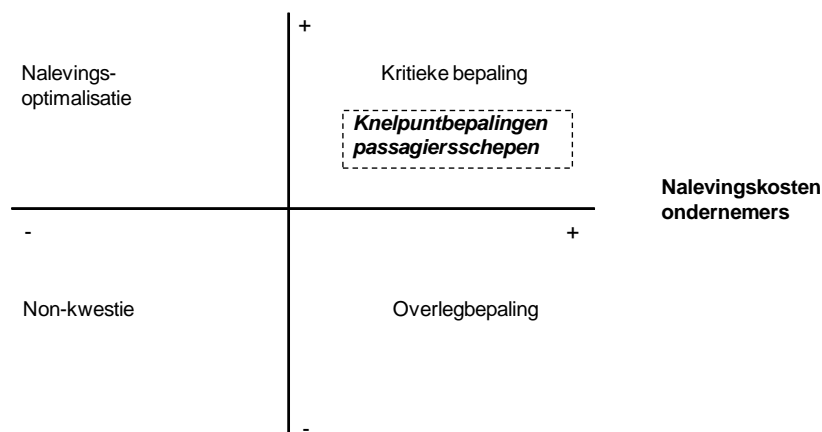 +
Nalevings-
optimalisatie
Kritieke bepaling
Knelpuntbepalingen
passagiersschepen
Nalevingskosten
ondernemers
-
+
Non-kwestie
Overlegbepaling
-